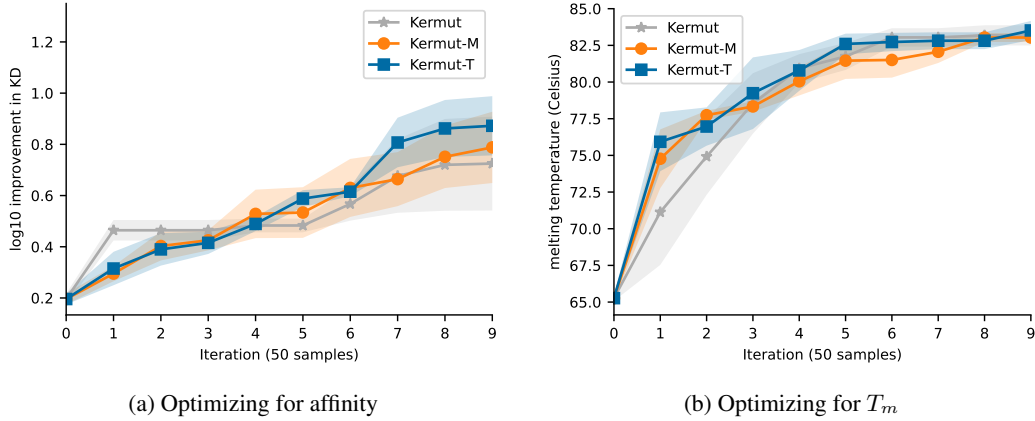 1.2
1.0
0.8
0.6
0.4
0.2
log10 improvement in KD
Kermut
Kermut-M
Kermut-T
0 1 2 3 4 5 6 7 8 9
Iteration (50 samples)
(a) Optimizing for affinity
85.0
82.5
80.0
77.5
75.0
72.5
70.0
67.5
65.0
melting temperature (Celsius)
Kermut
Kermut-M
Kermut-T
0 1 2 3 4 5 6 7 8 9
Iteration (50 samples)
(b) Optimizing for Tm